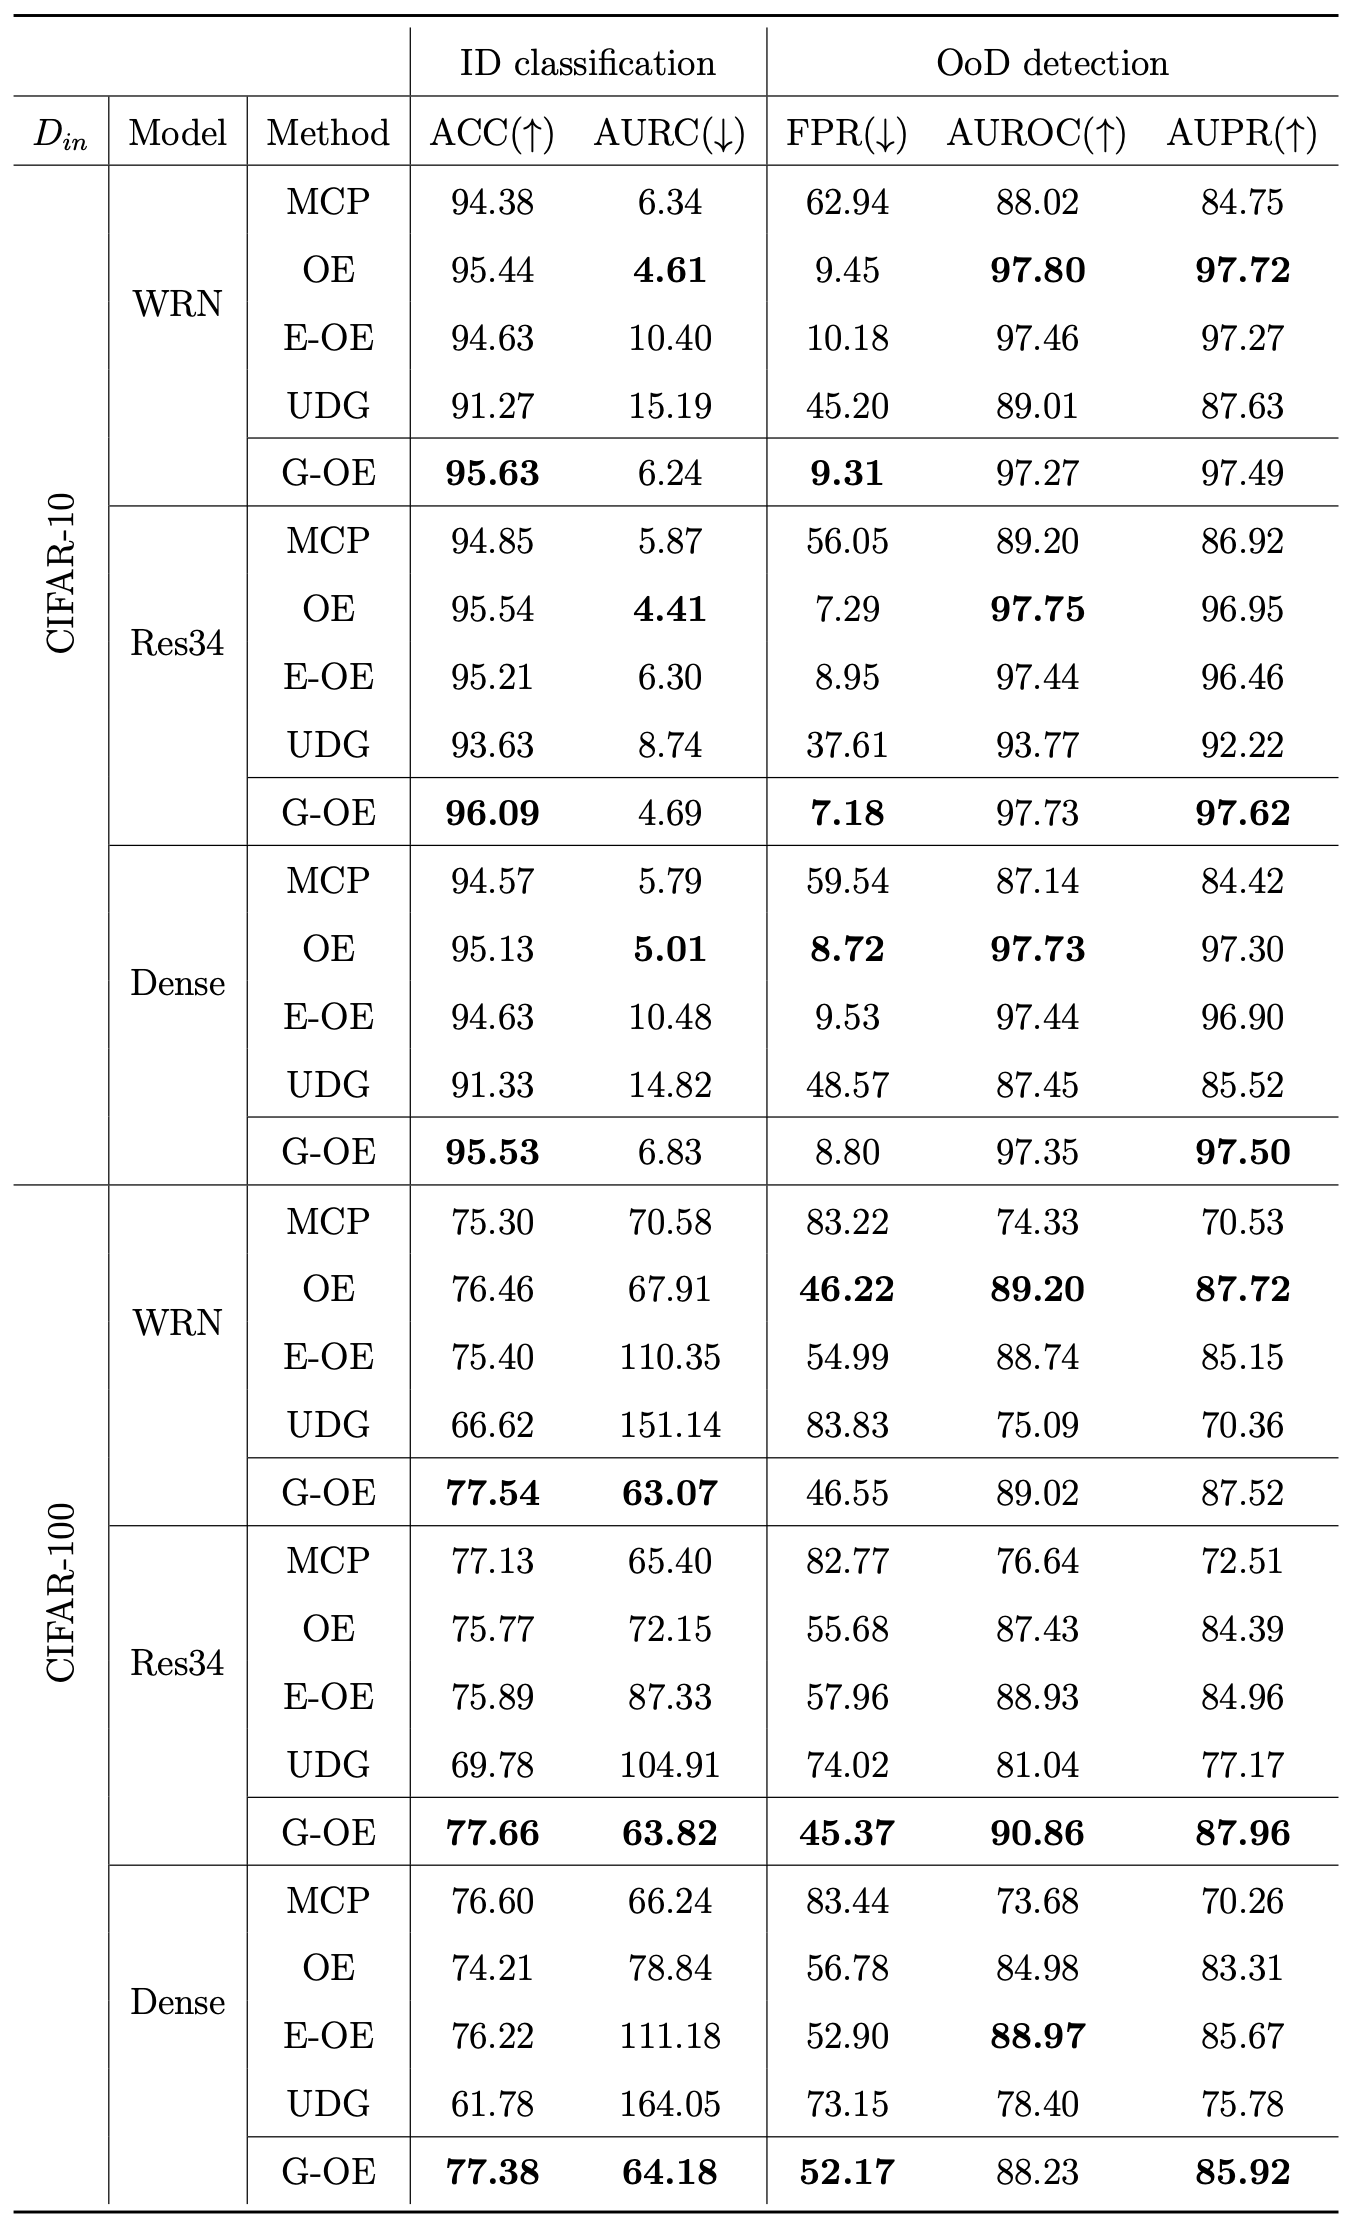 ID classification OoD detection
D_in Model Method ACC(↑) AURC(↓) FPR(↓) AUROC(↑) AUPR(↑)
CIFAR-10
WRN
MCP 94.38 6.34 62.94 88.02 84.75
OE 95.44 4.61 9.45 97.80 97.72
E-OE 94.63 10.40 10.18 97.46 97.27
UDG 91.27 15.19 45.20 89.01 87.63
G-OE 95.63 6.24 9.31 97.27 97.49
Res34
MCP 94.85 5.87 56.05 89.20 86.92
OE 95.54 4.41 7.29 97.75 96.95
E-OE 95.21 6.30 8.95 97.44 96.46
UDG 93.63 8.74 37.61 93.77 92.22
G-OE 96.09 4.69 7.18 97.73 97.62
Dense
MCP 94.57 5.79 59.54 87.14 84.42
OE 95.13 5.01 8.72 97.73 97.30
E-OE 94.63 10.48 9.53 97.44 96.90
UDG 91.33 14.82 48.57 87.45 85.52
G-OE 95.53 6.83 8.80 97.35 97.50
CIFAR-100
WRN
MCP 75.30 70.58 83.22 74.33 70.53
OE 76.46 67.91 46.22 89.20 87.72
E-OE 75.40 110.35 54.99 88.74 85.15
UDG 66.62 151.14 83.83 75.09 70.36
G-OE 77.54 63.07 46.55 89.02 87.52
Res34
MCP 77.13 65.40 82.77 76.64 72.51
OE 75.77 72.15 55.68 87.43 84.39
E-OE 75.89 87.33 57.96 88.93 84.96
UDG 69.78 104.91 74.02 81.04 77.17
G-OE 77.66 63.82 45.37 90.86 87.96
Dense
MCP 76.60 66.24 83.44 73.68 70.26
OE 74.21 78.84 56.78 84.98 83.31
E-OE 76.22 111.18 52.90 88.97 85.67
UDG 61.78 164.05 73.15 78.40 75.78
G-OE 77.38 64.18 52.17 88.23 85.92